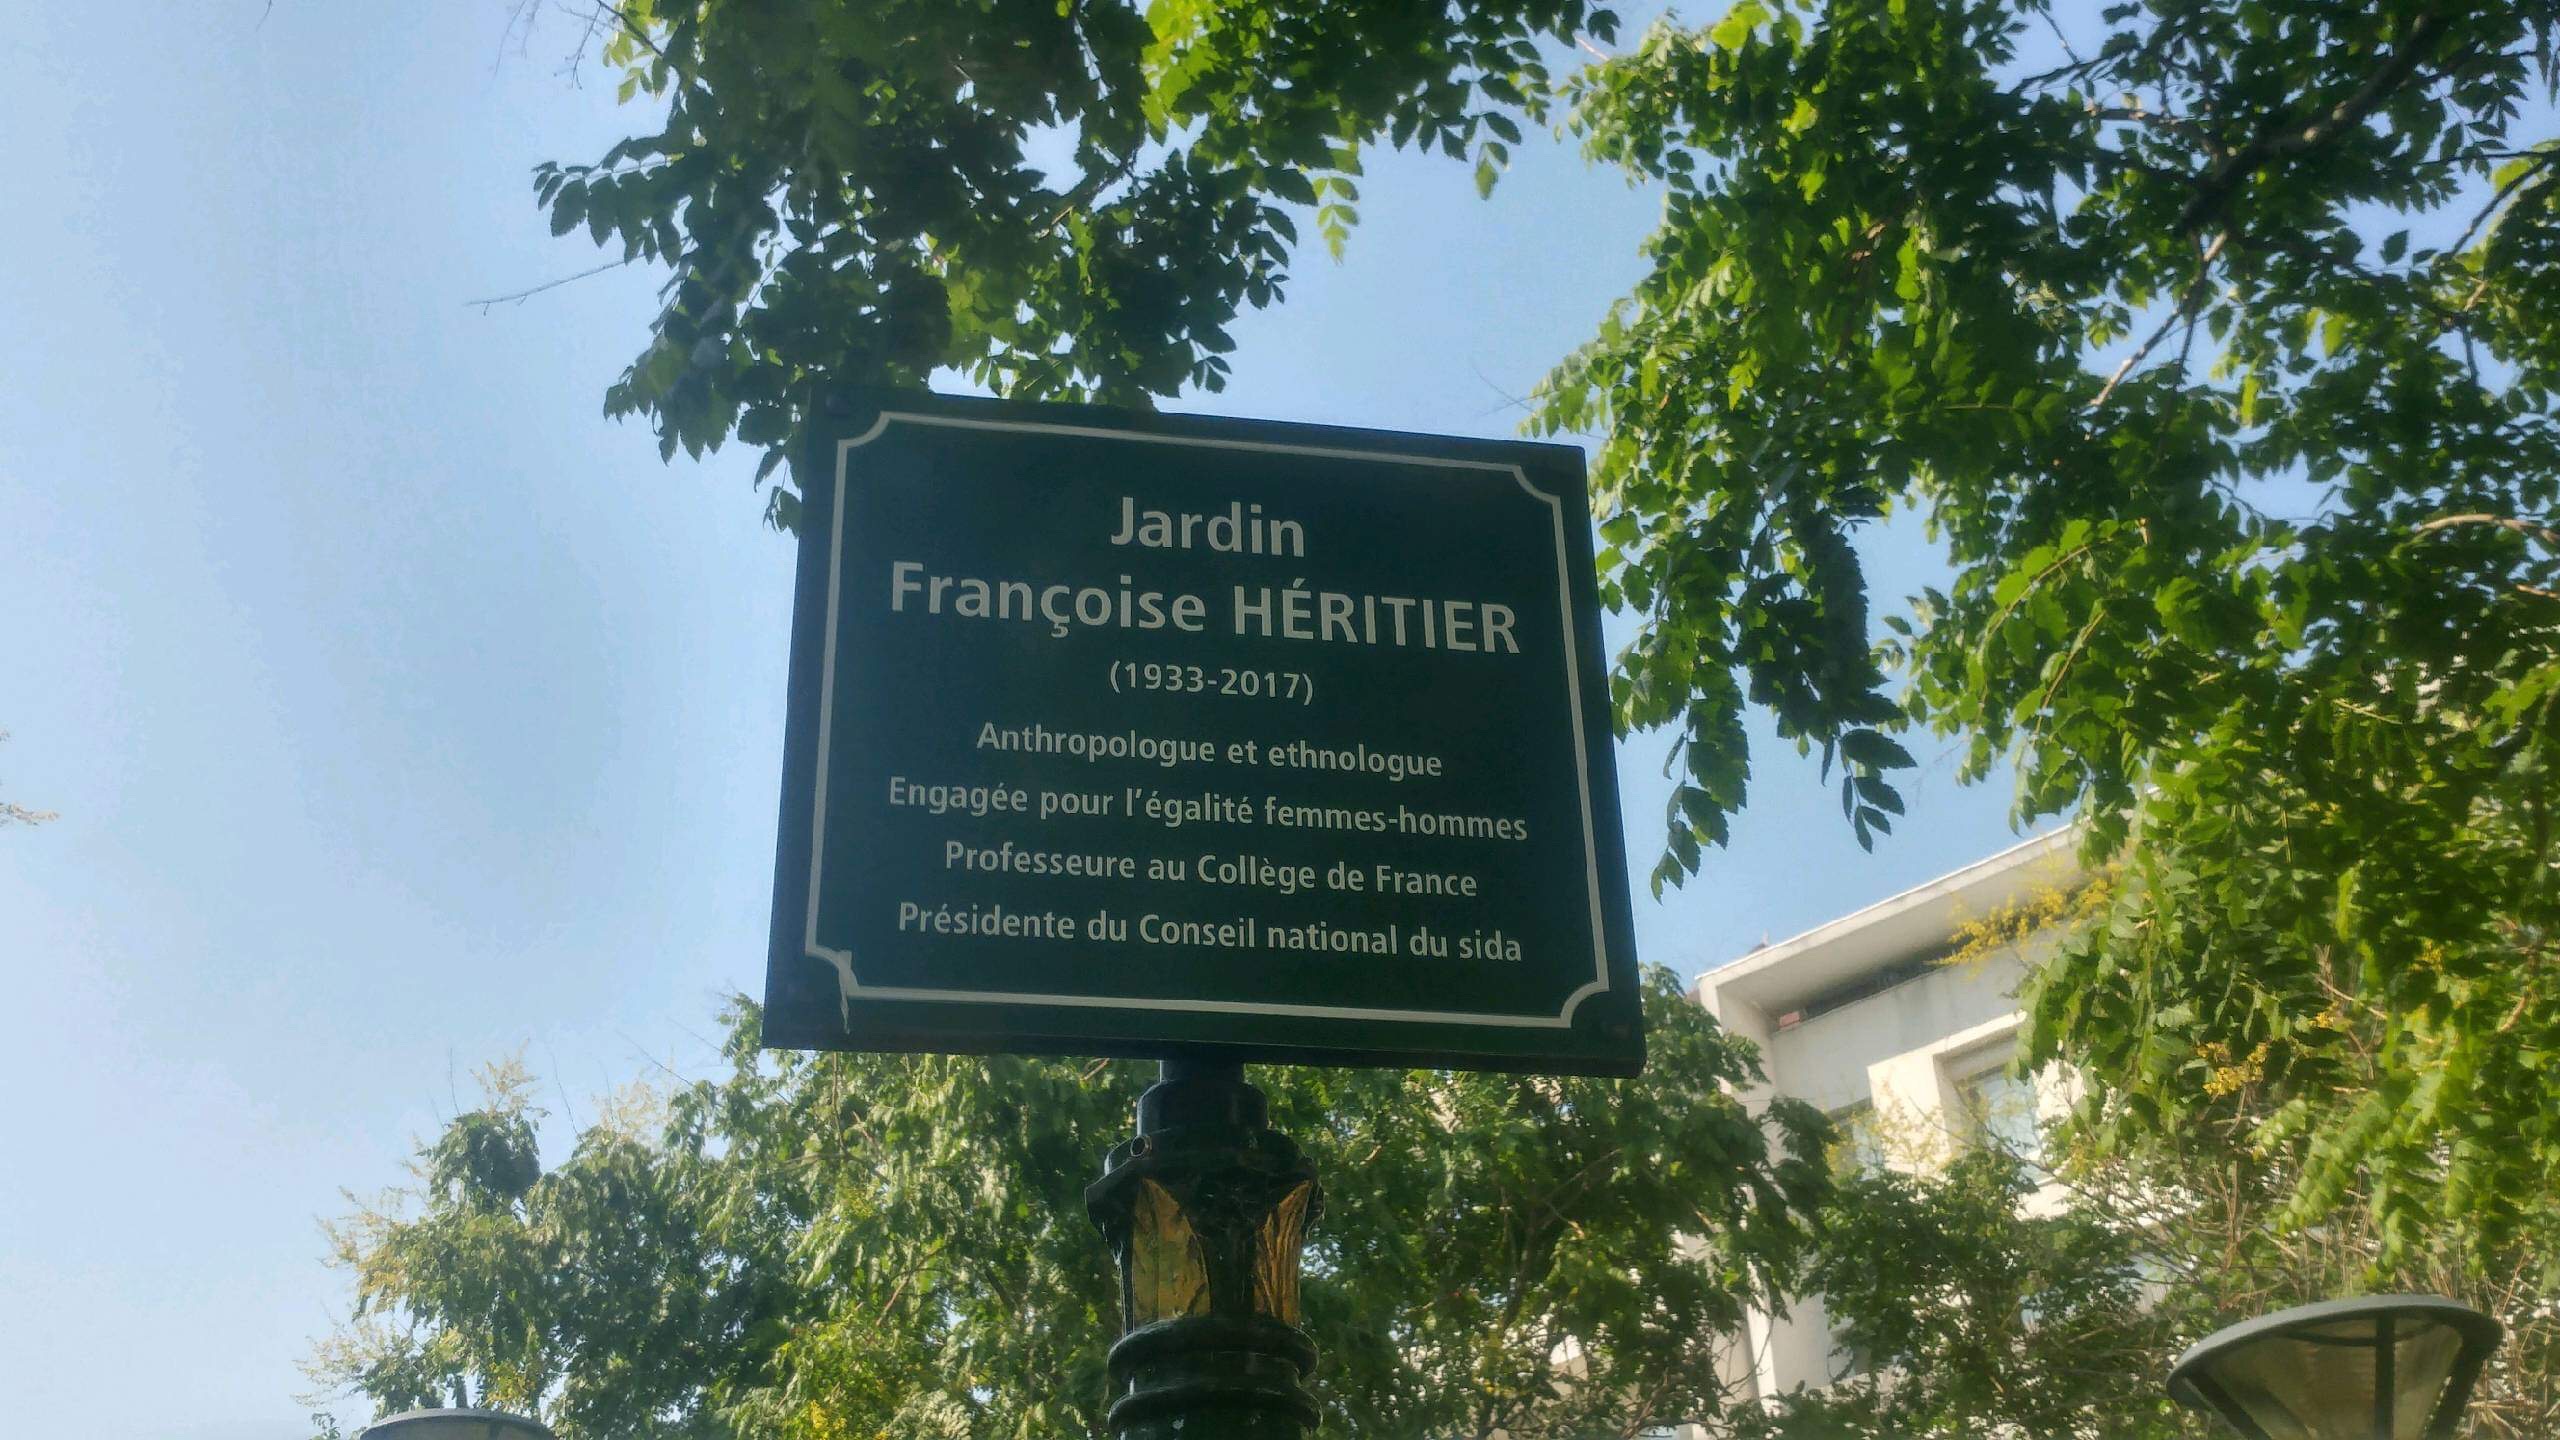 Jardin
Françoise HÉRITIER
(1933-2017)
Anthropologue et ethnologue
Engagée pour l'égalité femmes-hommes
Professeure au Collège de France
Présidente du Conseil national du sida